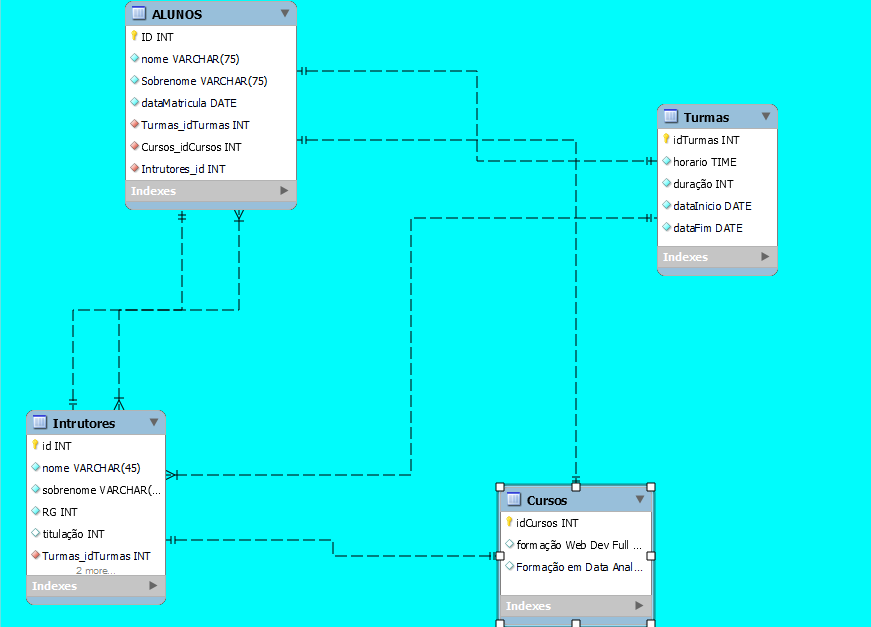 ALUNOS
ID INT
nome VARCHAR(75)
Sobrenome VARCHAR(75)
dataMatricula DATE
Turmas_idTurmas INT
Cursos_idCursos INT
Intrutores_id INT
Indexes
Turmas
idTurmas INT
horario TIME
duração INT
dataInicio DATE
dataFim DATE
Indexes
Intrutores
id INT
nome VARCHAR(45)
sobrenome VARCHAR(...
RG INT
titulação INT
Turmas_idTurmas INT
2 more...
Indexes
Cursos
idCursos INT
formação Web Dev Full ...
Formação em Data Anal...
Indexes